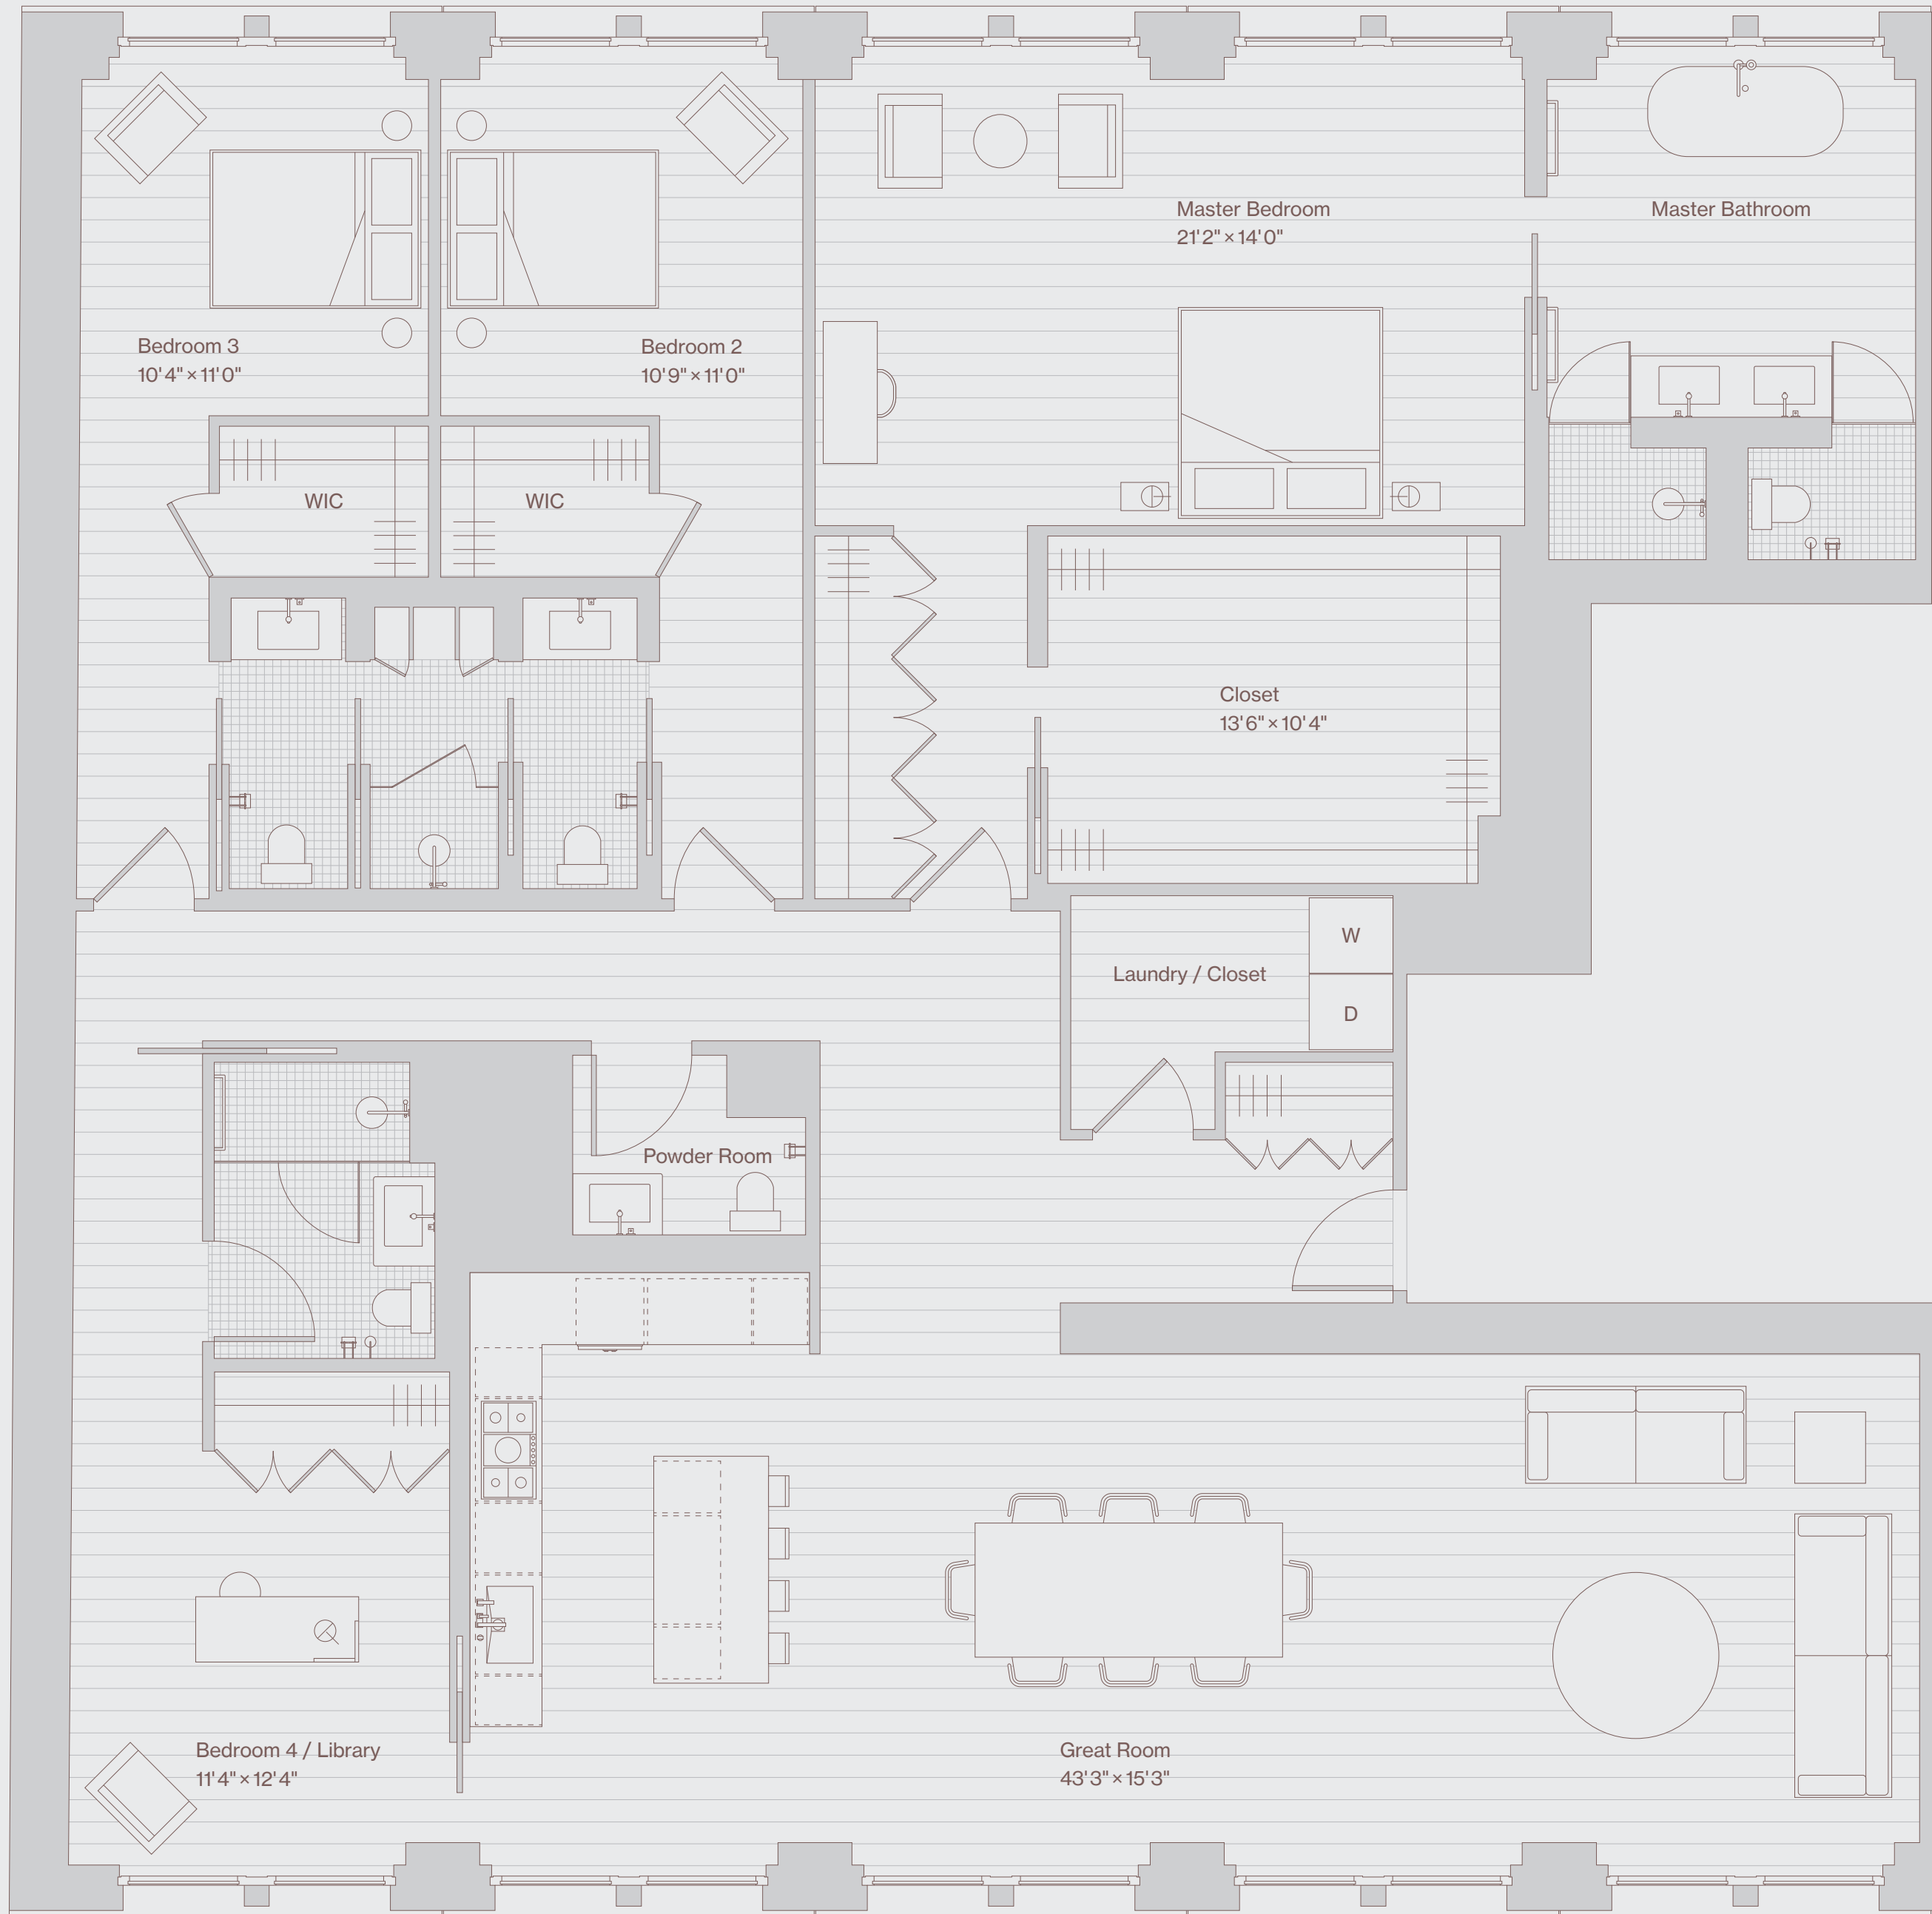 Master Bedroom
21'2" × 14'0"
Master Bathroom
Bedroom 3
10'4" × 11'0"
Bedroom 2
10'9" × 11'0"
WIC
WIC
Closet
13'6" × 10'4"
W
Laundry / Closet
D
Powder Room
Bedroom 4 / Library
11'4" × 12'4"
Great Room
43'3" × 15'3"